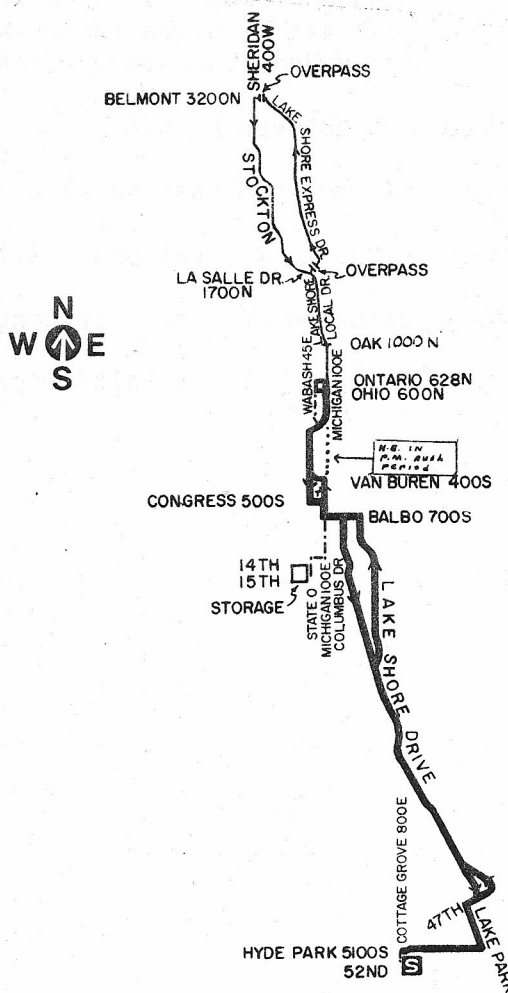 SHERIDAN
400W
OVERPASS
BELMONT 3200N
LAKE SHORE EXPRESS DR.
STOCKTON
LA SALLE DR.
1700N
OVERPASS
LAKE SHORE
LOCAL DR.
N
W E
S
WABASH 45E
MICHIGAN 100E
OAK 1000N
ONTARIO 628N
OHIO 600N
N.B. IN
P.M. RUSH
PERIOD
VAN BUREN 400S
CONGRESS 500S
BALBO 700S
14TH
15TH
STORAGE
STATE 0
MICHIGAN 100E
COLUMBUS DR
LAKE SHORE DRIVE
COTTAGE GROVE 800E
47TH
LAKE PARK
HYDE PARK 5100S
52ND
S